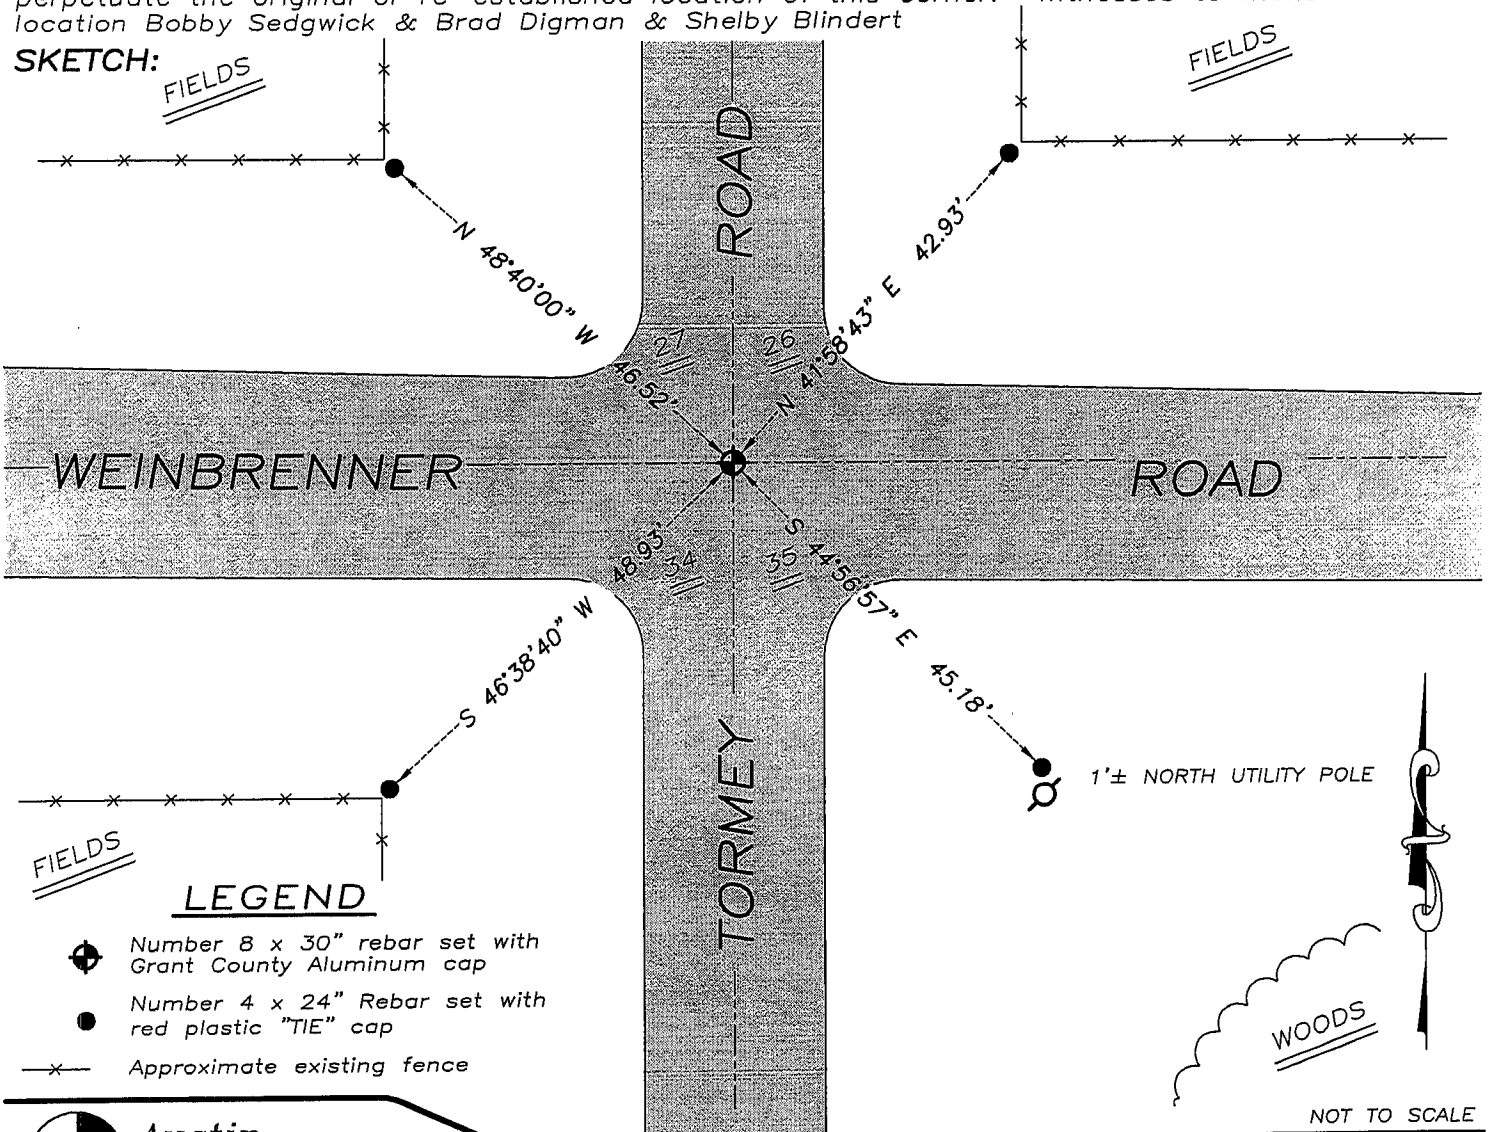 location Bobby Sedgwick & Brad Digman & Shelby Blindert
SKETCH:
FIELDS
FIELDS
ROAD
N 48°40'00" W 46.52'
N 41°58'43" E 42.93'
27
26
WEINBRENNER
ROAD
34
35
S 46°38'40" W 48.93'
S 44°56'57" E 45.18'
TORMEY
1'± NORTH UTILITY POLE
FIELDS
LEGEND
Number 8 x 30" rebar set with
Grant County Aluminum cap
Number 4 x 24" Rebar set with
red plastic "TIE" cap
Approximate existing fence
WOODS
NOT TO SCALE